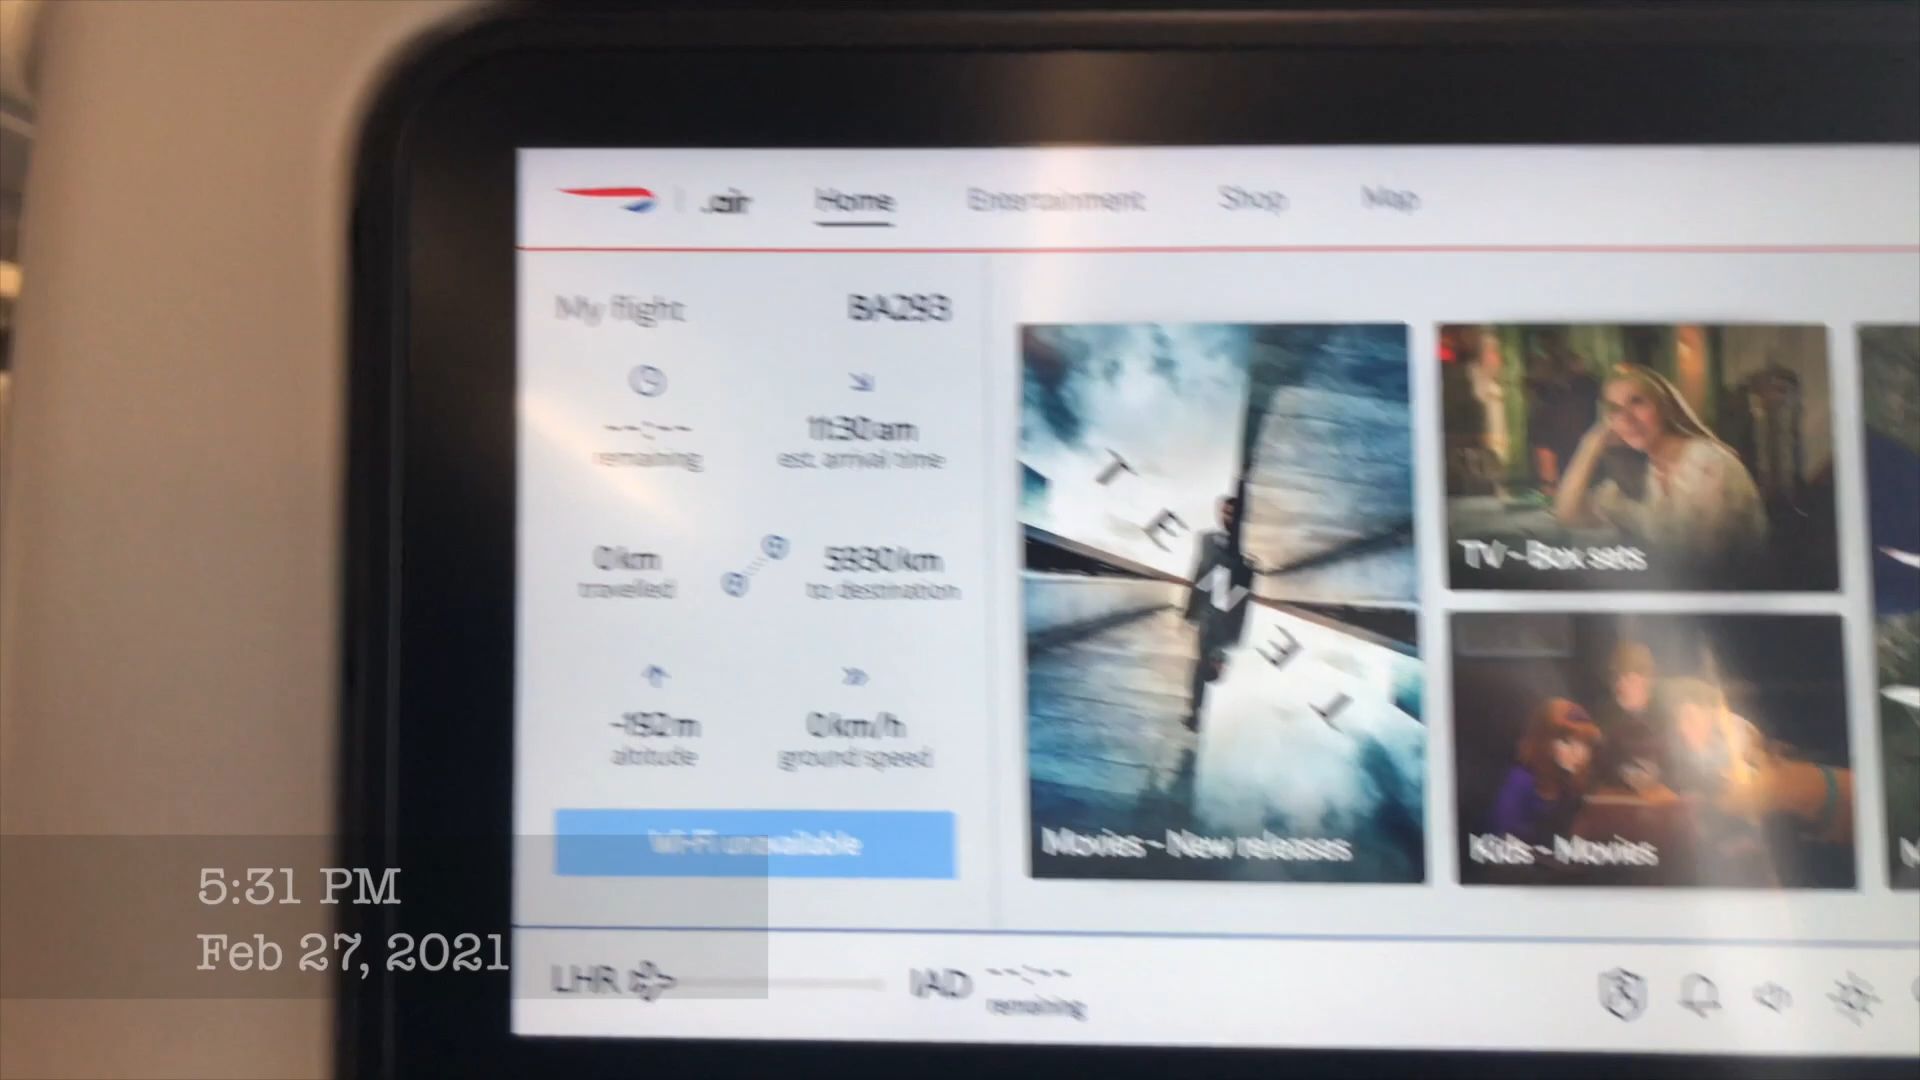 .air Home Entertainment Shop Map
My flight BA293
--:-- remaining
11:30am
est. arrival time
0km
travelled
5930km
to destination
-192m
altitude
0km/h
ground speed
Wi-Fi unavailable
TENET
Movies - New releases
TV - Box sets
Kids - Movies
LHR IAD --:--
remaining
5:31 PM
Feb 27, 2021